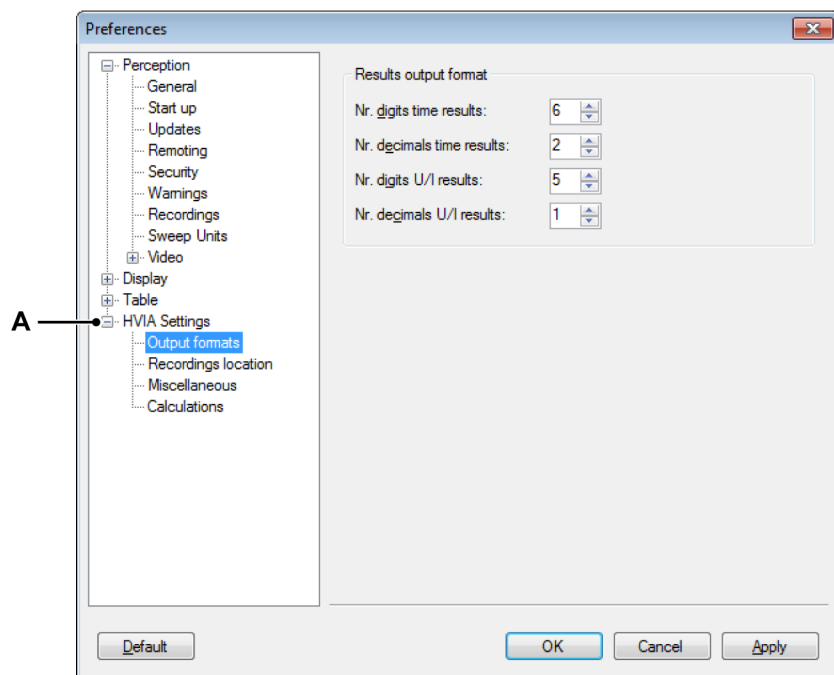 Preferences
Perception
General
Start up
Updates
Remoting
Security
Warnings
Recordings
Sweep Units
Video
Display
Table
A
HVIA Settings
Output formats
Recordings location
Miscellaneous
Calculations
Results output format
Nr. digits time results: 6
Nr. decimals time results: 2
Nr. digits U/I results: 5
Nr. decimals U/I results: 1
Default
OK
Cancel
Apply